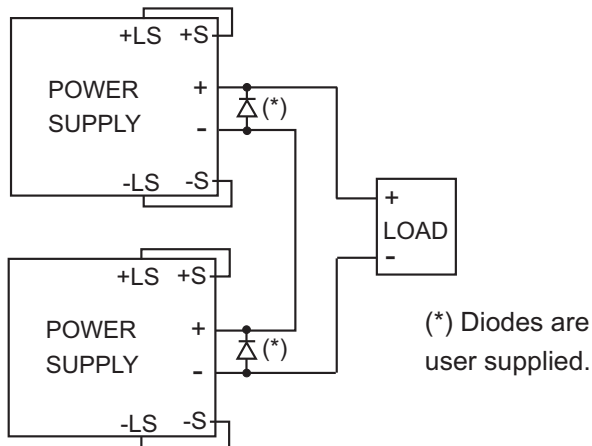 +LS +S
POWER
SUPPLY
+
-
(*)
-LS -S
+
LOAD
-
+LS +S
POWER
SUPPLY
+
-
(*)
-LS -S
(*) Diodes are
user supplied.